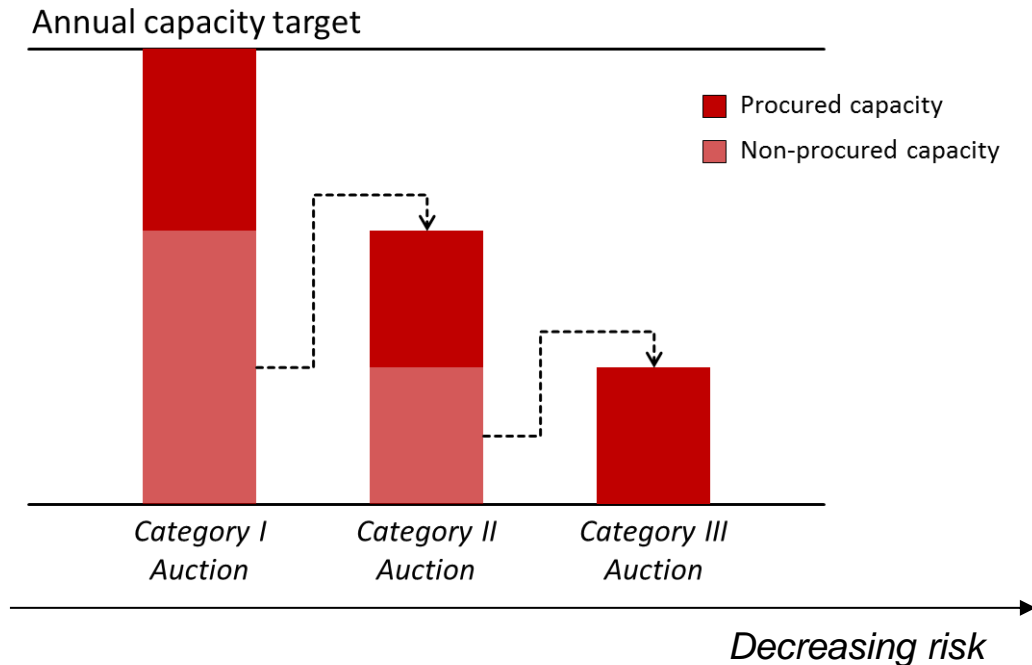 Annual capacity target
Procured capacity
Non-procured capacity
Category I
Auction
Category II
Auction
Category III
Auction
Decreasing risk